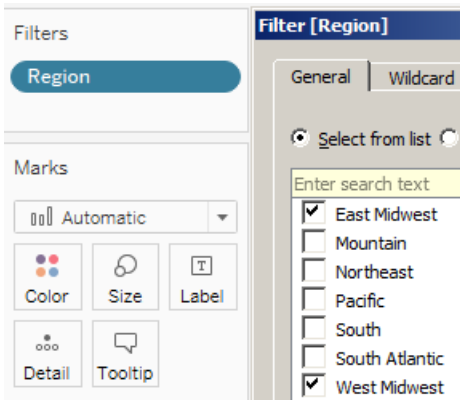 Filters
Region
Marks
Automatic
Color Size Label
Detail Tooltip
Filter [Region]
General Wildcard
Select from list
Enter search text
East Midwest
Mountain
Northeast
Pacific
South
South Atlantic
West Midwest